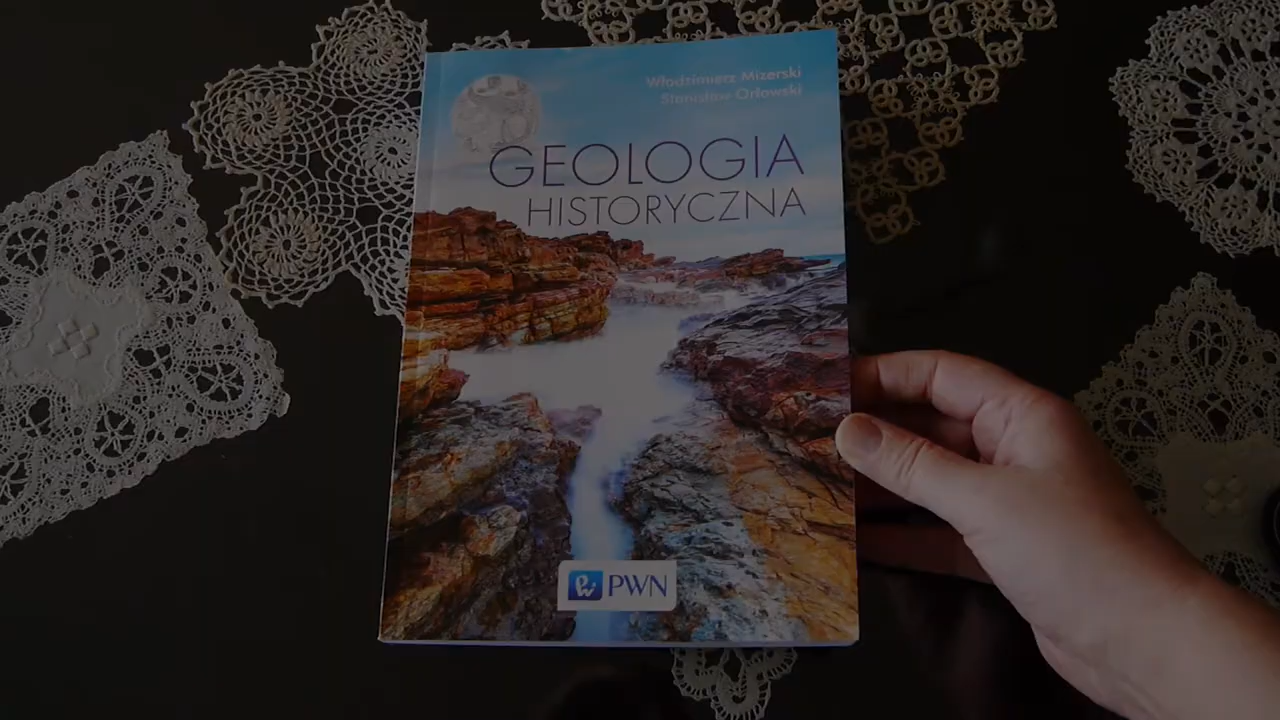 Włodzimierz Mizerski
Stanisław Orłowski
GEOLOGIA
HISTORYCZNA
PWN